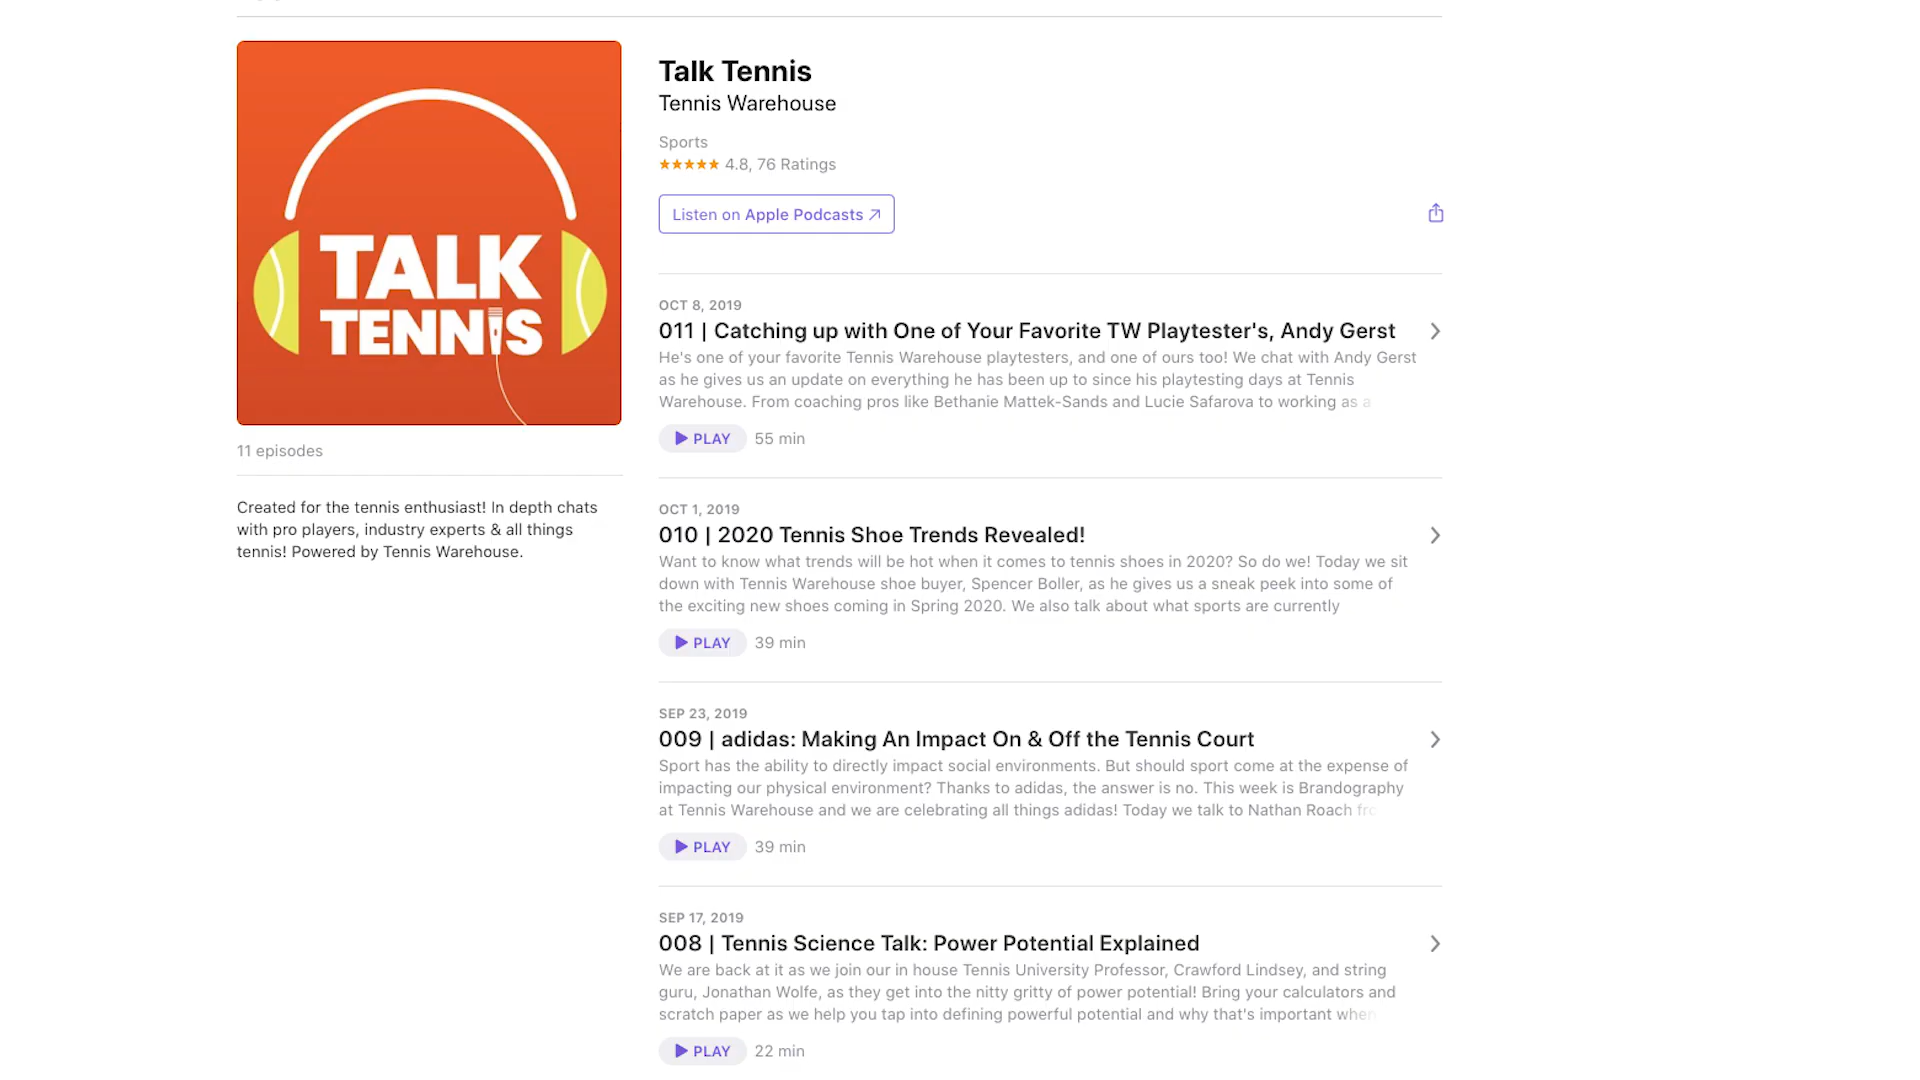 TALK
TENNIS
11 episodes
Created for the tennis enthusiast! In depth chats
with pro players, industry experts & all things
tennis! Powered by Tennis Warehouse.
Talk Tennis
Tennis Warehouse
Sports
★★★★★ 4.8, 76 Ratings
Listen on Apple Podcasts ↗
OCT 8, 2019
011 | Catching up with One of Your Favorite TW Playtester's, Andy Gerst
He's one of your favorite Tennis Warehouse playtesters, and one of ours too! We chat with Andy Gerst
as he gives us an update on everything he has been up to since his playtesting days at Tennis
Warehouse. From coaching pros like Bethanie Mattek-Sands and Lucie Safarova to working as a
PLAY 55 min
OCT 1, 2019
010 | 2020 Tennis Shoe Trends Revealed!
Want to know what trends will be hot when it comes to tennis shoes in 2020? So do we! Today we sit
down with Tennis Warehouse shoe buyer, Spencer Boller, as he gives us a sneak peek into some of
the exciting new shoes coming in Spring 2020. We also talk about what sports are currently
PLAY 39 min
SEP 23, 2019
009 | adidas: Making An Impact On & Off the Tennis Court
Sport has the ability to directly impact social environments. But should sport come at the expense of
impacting our physical environment? Thanks to adidas, the answer is no. This week is Brandography
at Tennis Warehouse and we are celebrating all things adidas! Today we talk to Nathan Roach fro
PLAY 39 min
SEP 17, 2019
008 | Tennis Science Talk: Power Potential Explained
We are back at it as we join our in house Tennis University Professor, Crawford Lindsey, and string
guru, Jonathan Wolfe, as they get into the nitty gritty of power potential! Bring your calculators and
scratch paper as we help you tap into defining powerful potential and why that's important when
PLAY 22 min